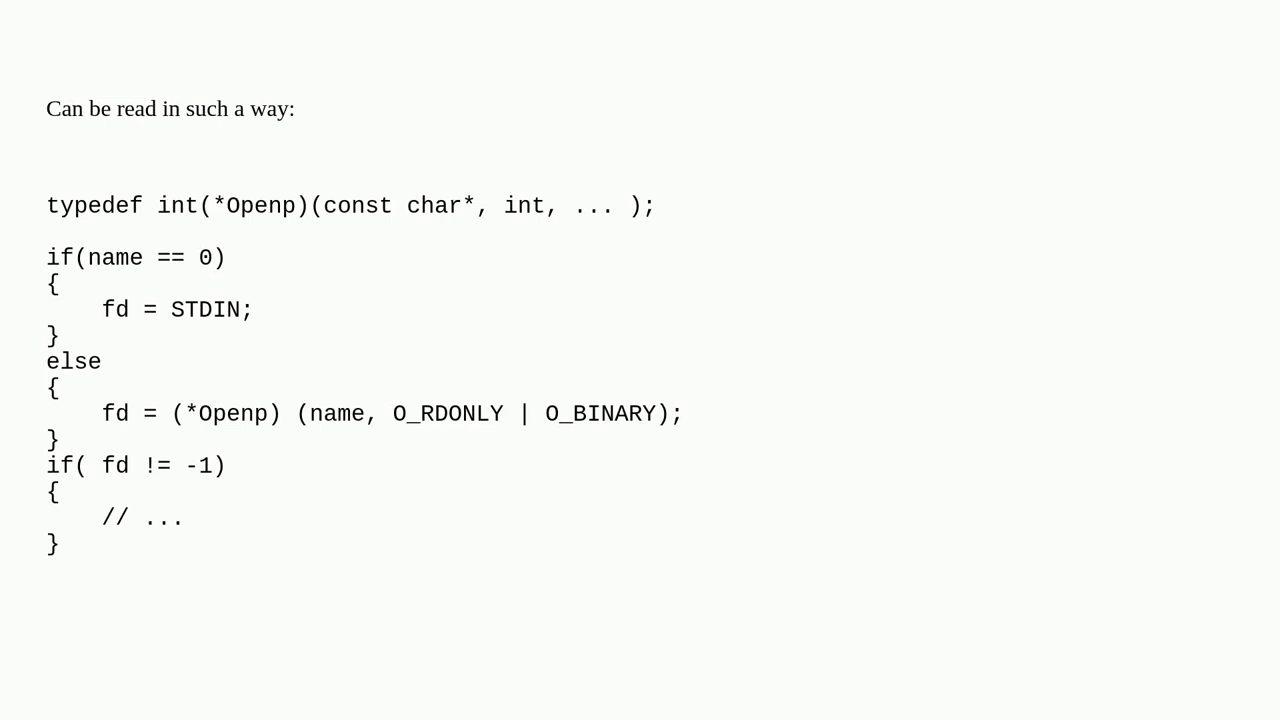 Can be read in such a way:
typedef int(*Openp)(const char*, int, ... );
if(name == 0)
{
    fd = STDIN;
}
else
{
    fd = (*Openp) (name, O_RDONLY | O_BINARY);
}
if( fd != -1)
{
    // ...
}